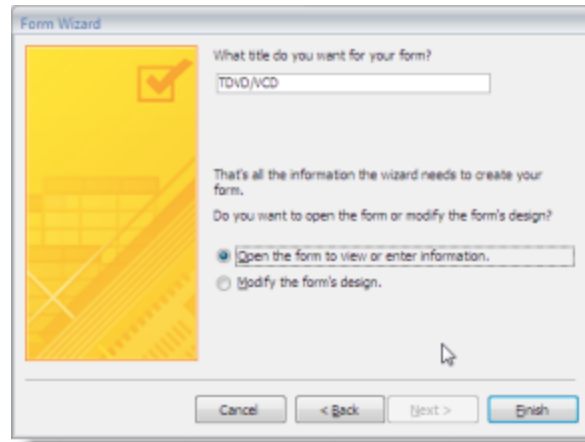 Form Wizard
What title do you want for your form?
TDVD/VCD
That's all the information the wizard needs to create your
form.
Do you want to open the form or modify the form's design?
Open the form to view or enter information.
Modify the form's design.
Cancel < Back Next > Finish